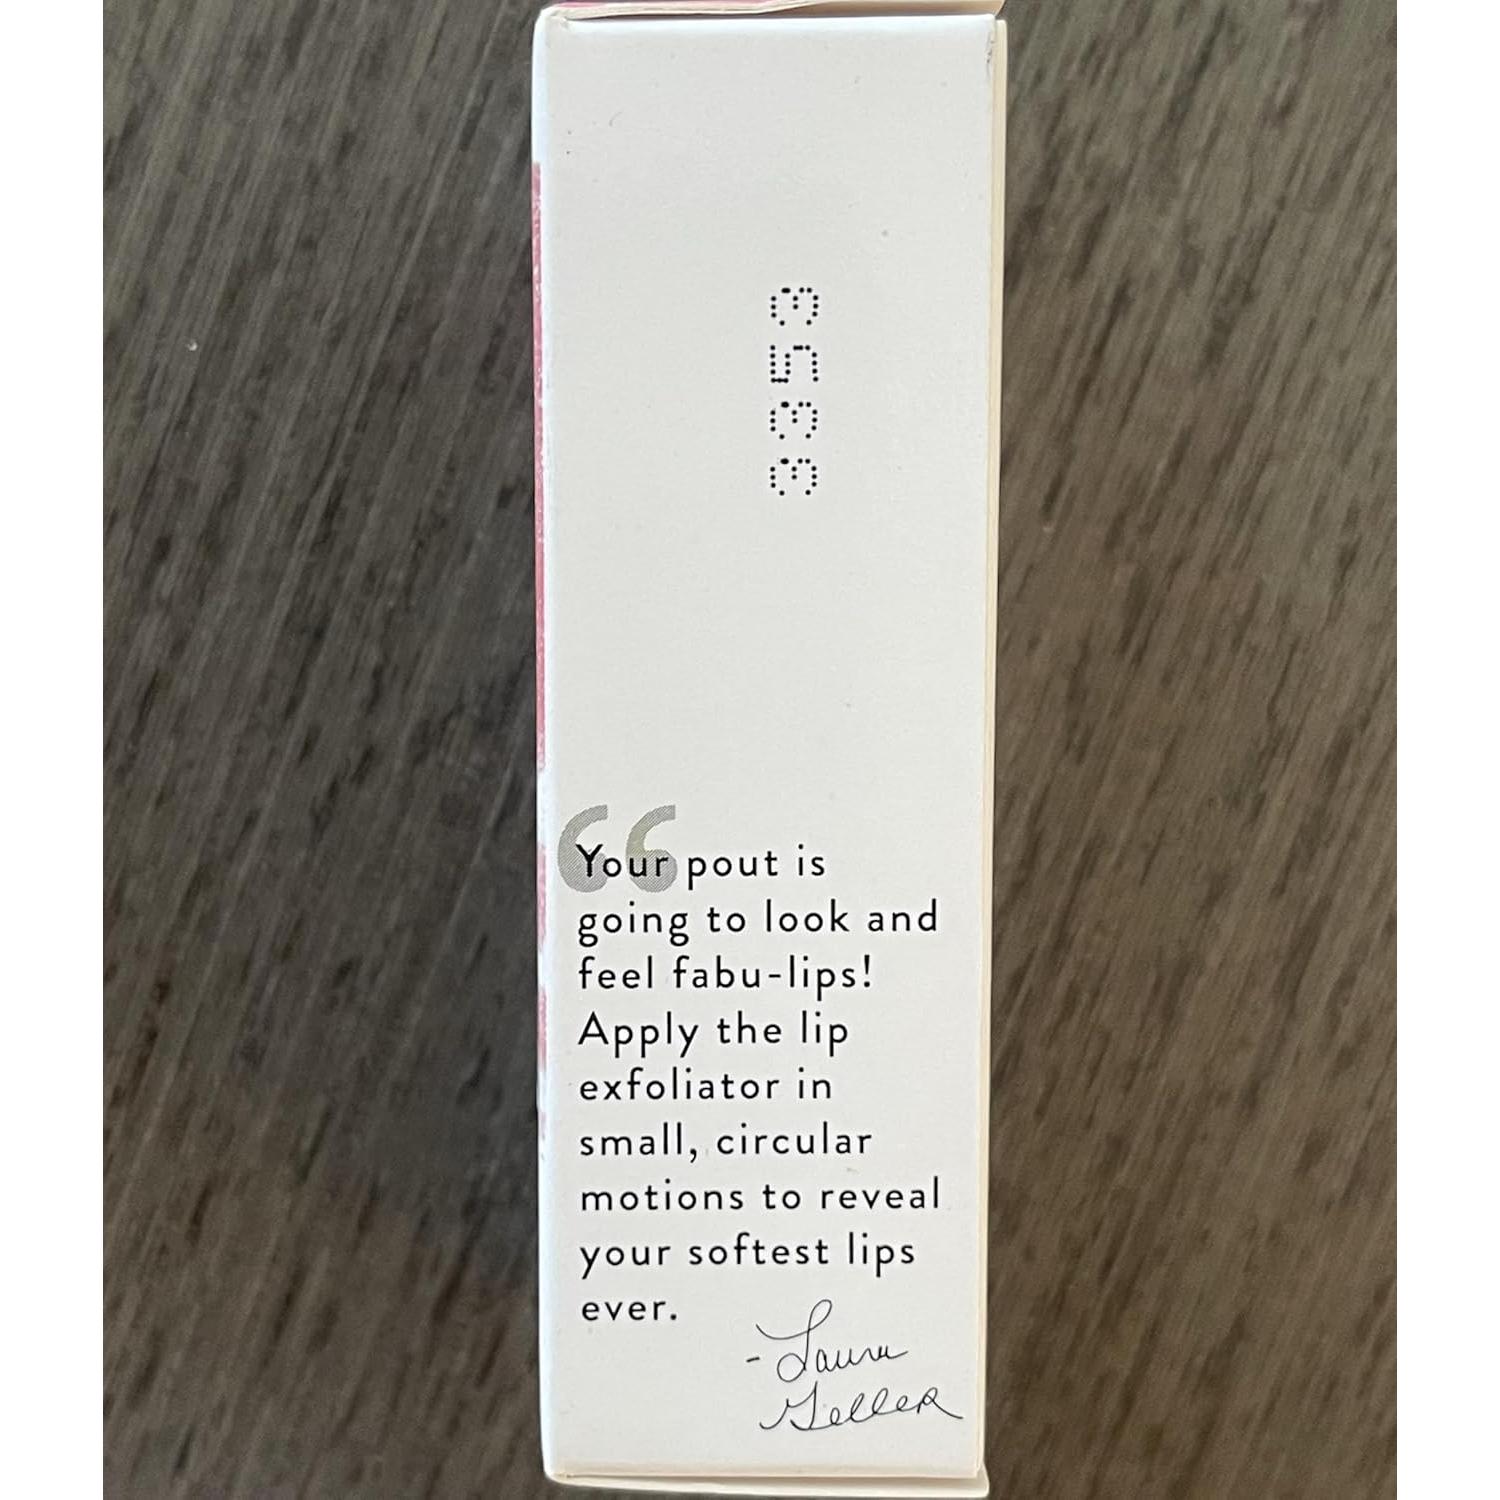 3353
Your pout is
going to look and
feel fabu-lips!
Apply the lip
exfoliator in
small, circular
motions to reveal
your softest lips
ever.
- Laura
Geller